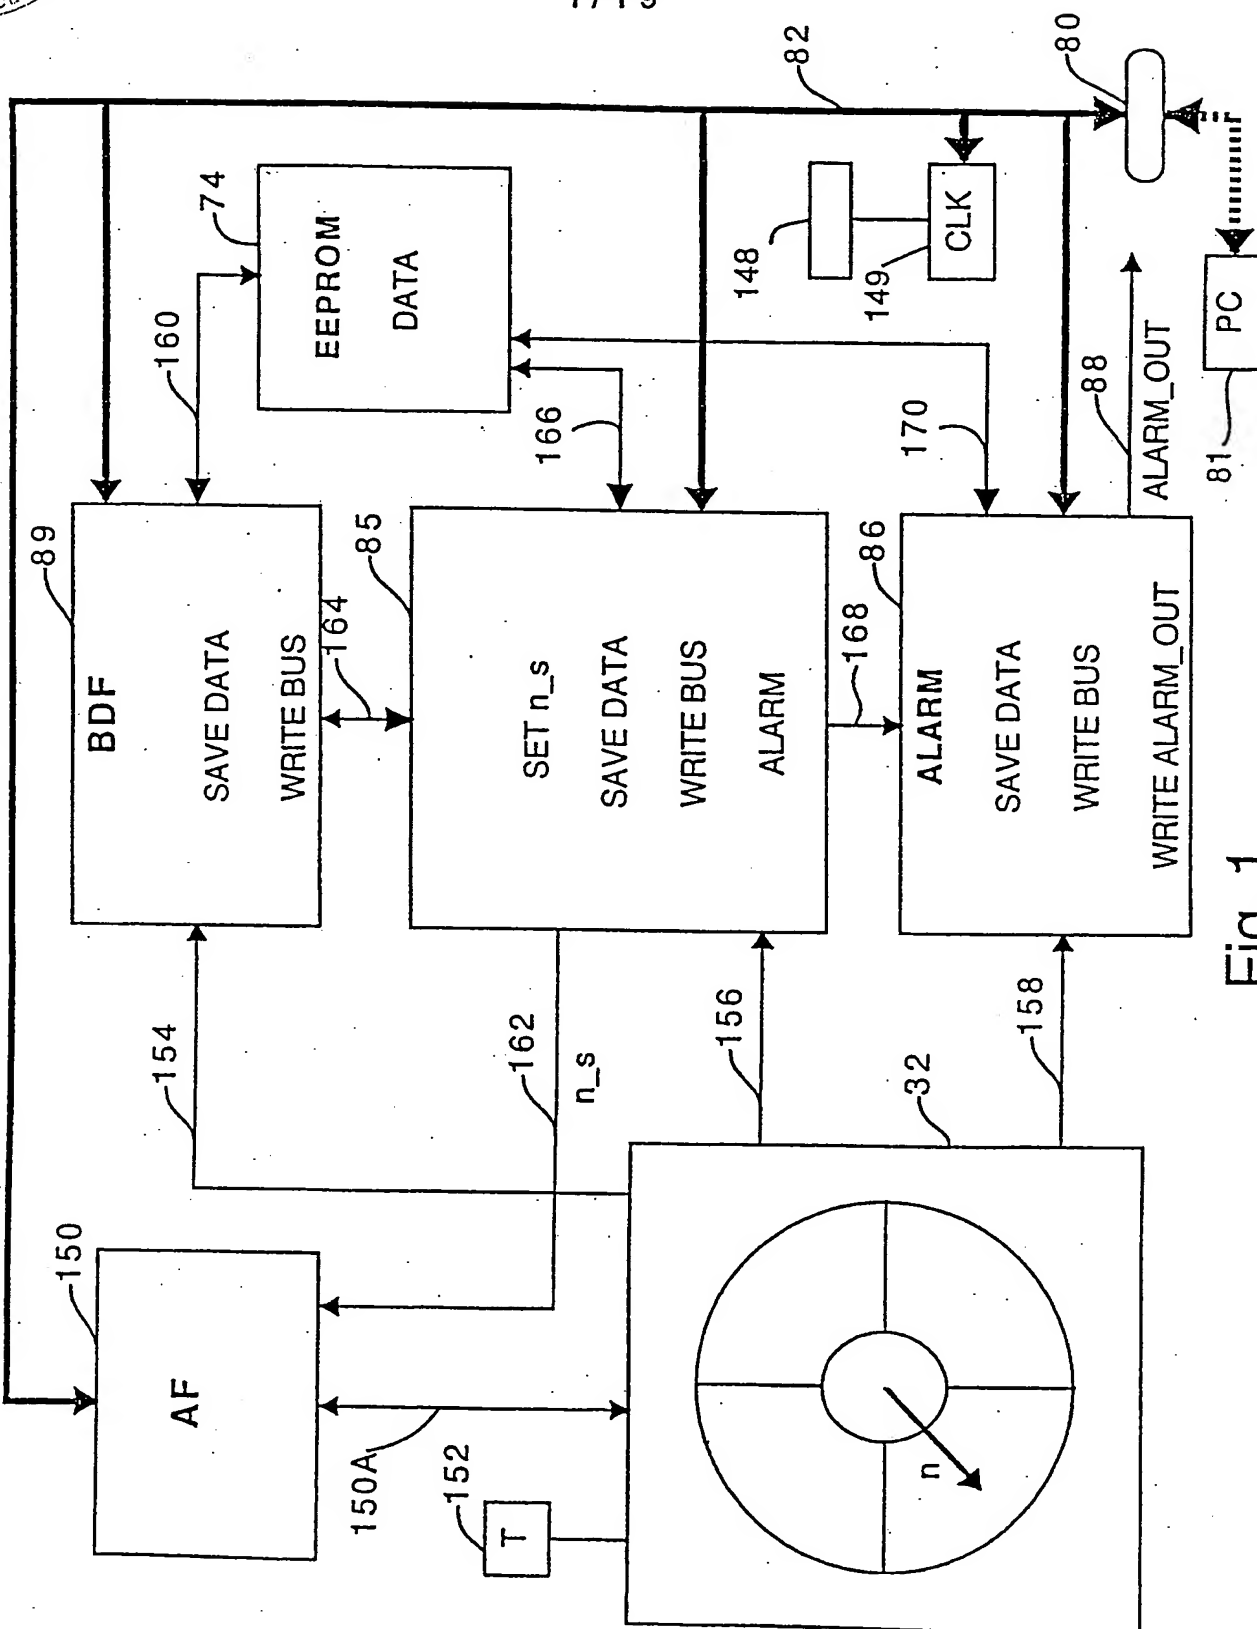 82
80
89
BDF
SAVE DATA
WRITE BUS
160
74
EEPROM
DATA
164
85
SET n_s
SAVE DATA
WRITE BUS
ALARM
166
148
149
CLK
168
86
ALARM
SAVE DATA
WRITE BUS
WRITE ALARM_OUT
170
88
ALARM_OUT
81
PC
150
AF
154
162
n_s
156
158
32
150A
152
T
n
Fig. 1